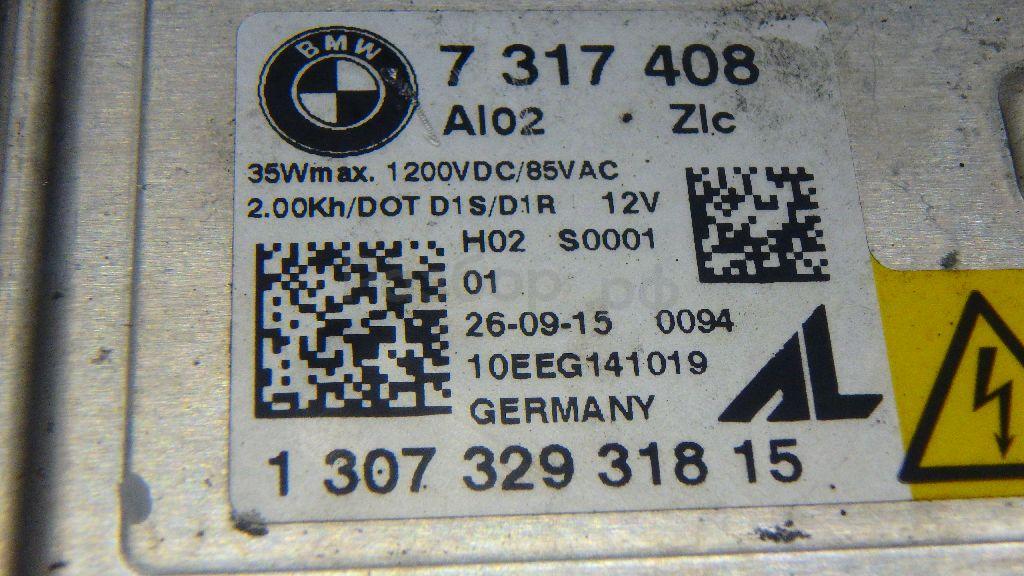 BMW
7 317 408
AI02 ZIc
35Wmax. 1200VDC/85VAC
2.00Kh/DOT D1S/D1R 12V
H02 S0001
01
26-09-15 0094
10EEG141019
GERMANY
AL
1 307 329 318 15